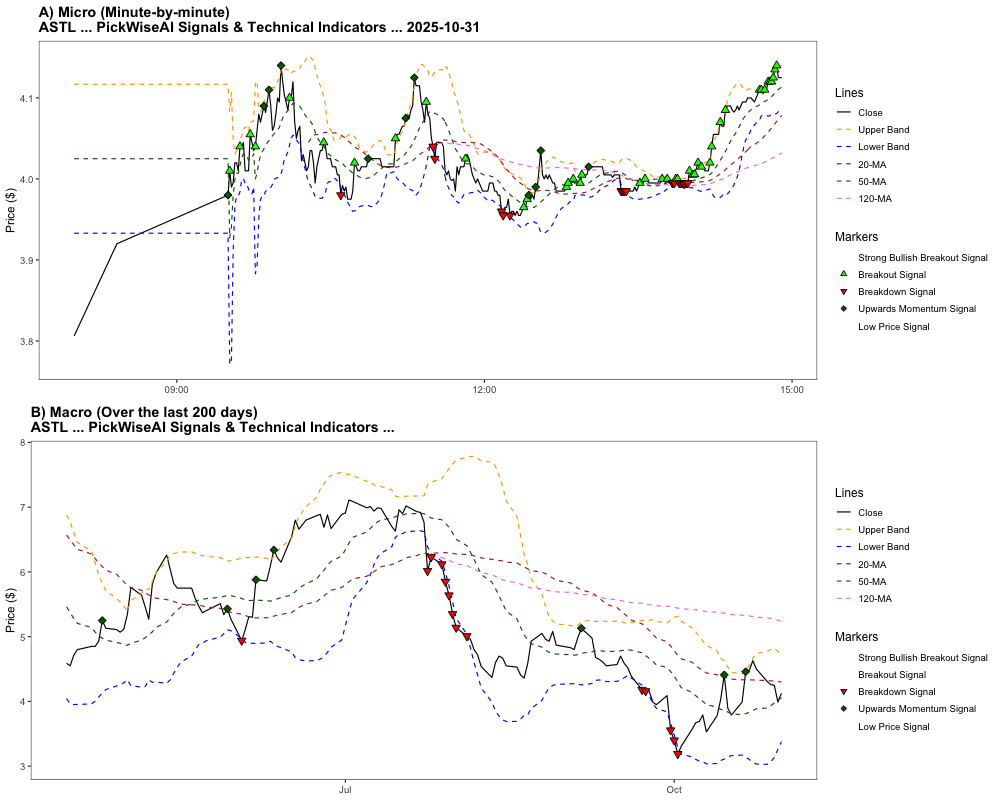 A) Micro (Minute-by-minute)
ASTL ... PickWiseAI Signals & Technical Indicators ... 2025-10-31
Price ($)
4.1
4.0
3.9
3.8
09:00
12:00
15:00
Lines
Close
Upper Band
Lower Band
20-MA
50-MA
120-MA
Markers
Strong Bullish Breakout Signal
Breakout Signal
Breakdown Signal
Upwards Momentum Signal
Low Price Signal
B) Macro (Over the last 200 days)
ASTL ... PickWiseAI Signals & Technical Indicators ...
Price ($)
8
7
6
5
4
3
Jul
Oct
Lines
Close
Upper Band
Lower Band
20-MA
50-MA
120-MA
Markers
Strong Bullish Breakout Signal
Breakout Signal
Breakdown Signal
Upwards Momentum Signal
Low Price Signal